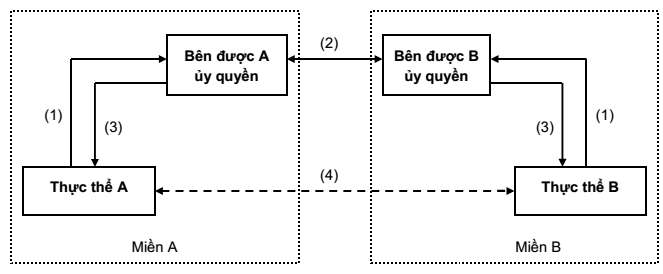 (2)
Bên được A
ủy quyền
Bên được B
ủy quyền
(1)
(3)
(3)
(1)
(4)
Thực thể A
Thực thể B
Miền A
Miền B